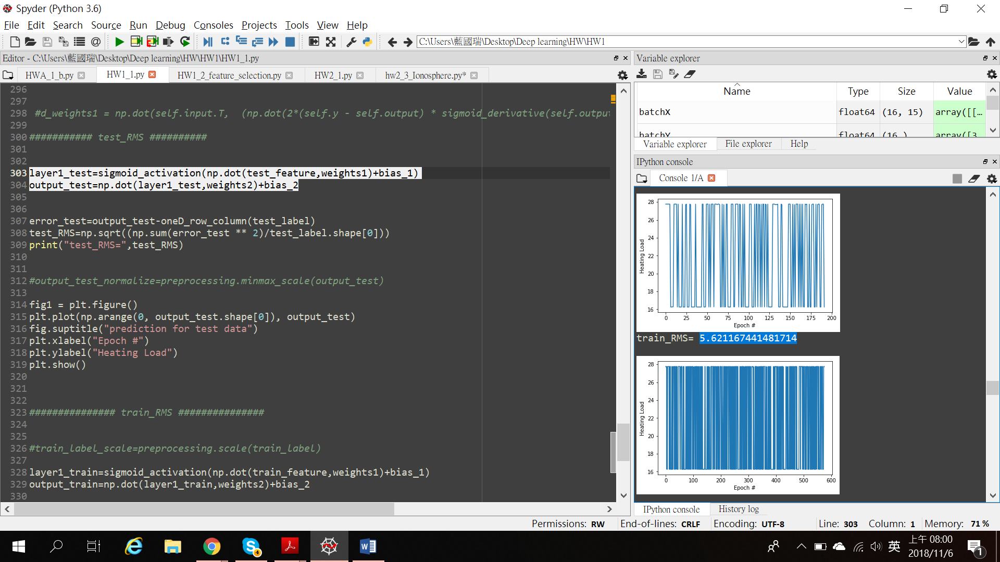 Spyder (Python 3.6)
File Edit Search Source Run Debug Consoles Projects Tools View Help
C:\Users\藍國瑞\Desktop\Deep learning\HW\HW1
Editor - C:\Users\藍國瑞\Desktop\Deep learning\HW\HW1\HW1_1.py
HWA_1_b.py HW1_1.py HW1_2_feature_selection.py HW2_1.py hw2_3_Ionosphere.py*
296
297
298 #d_weights1 = np.dot(self.input.T,  (np.dot(2*(self.y - self.output) * sigmoid_derivative(self.output
299
300 ########### test_RMS ##########
301
302
303 layer1_test=sigmoid_activation(np.dot(test_feature,weights1)+bias_1)
304 output_test=np.dot(layer1_test,weights2)+bias_2
305
306
307 error_test=output_test-oneD_row_column(test_label)
308 test_RMS=np.sqrt((np.sum(error_test ** 2)/test_label.shape[0]))
309 print("test_RMS=",test_RMS)
310
311
312 #output_test_normalize=preprocessing.minmax_scale(output_test)
313
314 fig1 = plt.figure()
315 plt.plot(np.arange(0, output_test.shape[0]), output_test)
316 fig.suptitle("prediction for test data")
317 plt.xlabel("Epoch #")
318 plt.ylabel("Heating Load")
319 plt.show()
320
321
322
323 ############### train_RMS ###############
324
325
326 #train_label_scale=preprocessing.scale(train_label)
327
328 layer1_train=sigmoid_activation(np.dot(train_feature,weights1)+bias_1)
329 output_train=np.dot(layer1_train,weights2)+bias_2
330
Variable explorer
Name Type Size Value
batchX float64 (16, 15) array([[...
batchY float64 (16,) array([3
Variable explorer File explorer Help
IPython console
Console 1/A
28
26
24
22
20
18
16
Heating Load
0 25 50 75 100 125 150 175 200
Epoch #
train_RMS= 5.621167441481714
28
26
24
22
20
18
16
Heating Load
0 100 200 300 400 500 600
Epoch #
IPython console History log
Permissions: RW End-of-lines: CRLF Encoding: UTF-8 Line: 303 Column: 1 Memory: 71 %
4
英
上午 08:00
2018/11/6
1